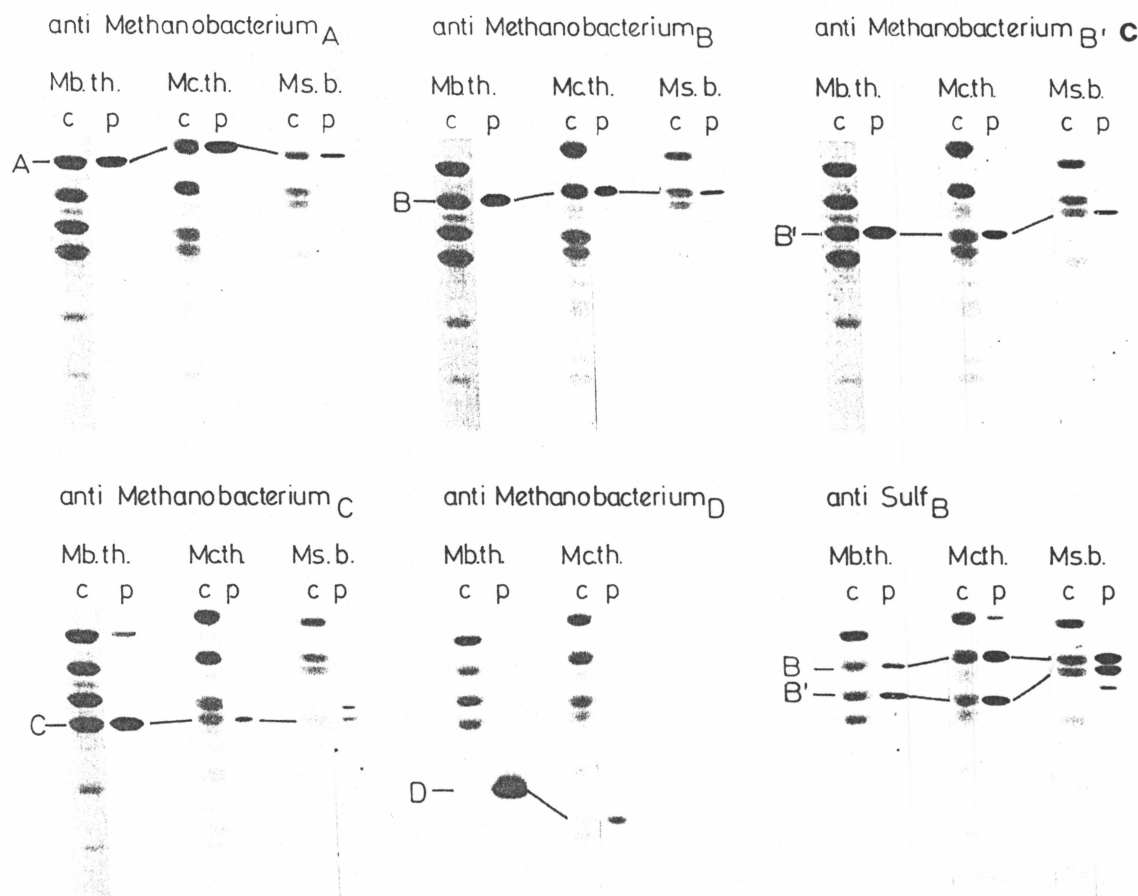 anti Methanobacterium A
anti Methanobacterium B
anti Methanobacterium B' C
Mb.th. Mc.th. Ms. b.
Mb.th. Mc.th. Ms. b.
Mb.th. Mc.th. Ms.b.
c p c p c p
c p c p c p
c p c p c p
A
B
B'
anti Methanobacterium C
anti Methanobacterium D
anti Sulf B
Mb.th. Mc.th. Ms.b.
Mb.th. Mc.th.
Mb.th. Mc.th. Ms.b.
c p c p c p
c p c p
c p c p c p
C
D
B
B'